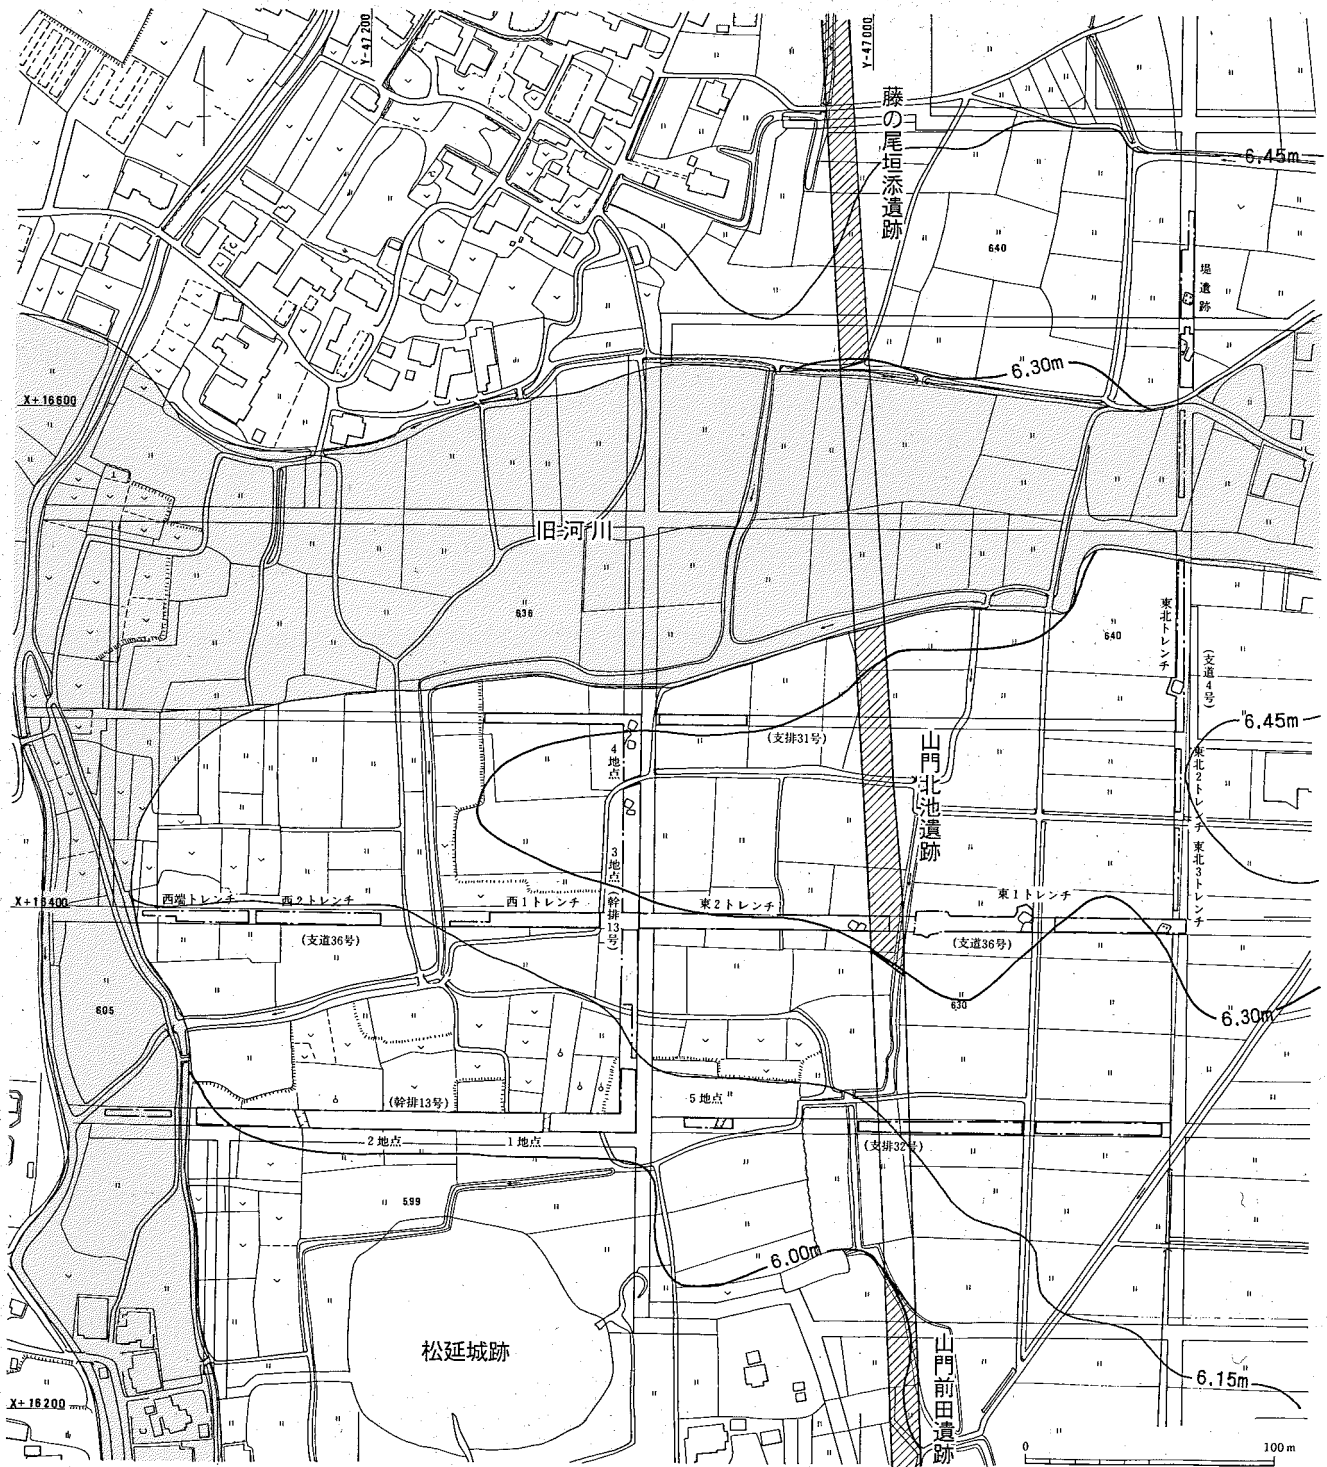 Y-47200
Y-47000
藤の尾垣添遺跡
6.45m
640
堤遺跡
6.30m
X+16600
旧河川
636
640
東北トレンチ
(支道4号)
6.45m
4地点
(支排31号)
山門北池遺跡
東北2トレンチ
3地点
(幹排13号)
東北3トレンチ
X+16400
西端トレンチ
西2トレンチ
西1トレンチ
東2トレンチ
東1トレンチ
(支道36号)
(支道36号)
605
630
6.30m
(幹排13号)
5地点
2地点
1地点
(支排32号)
599
6.00m
松延城跡
山門前田遺跡
6.15m
X+16200
0
100m